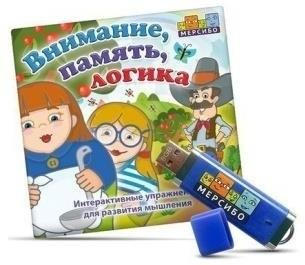 МЕРСИБО
Внимание,
память,
логика
Интерактивные упражнения
для развития мышления
МЕРСИБО